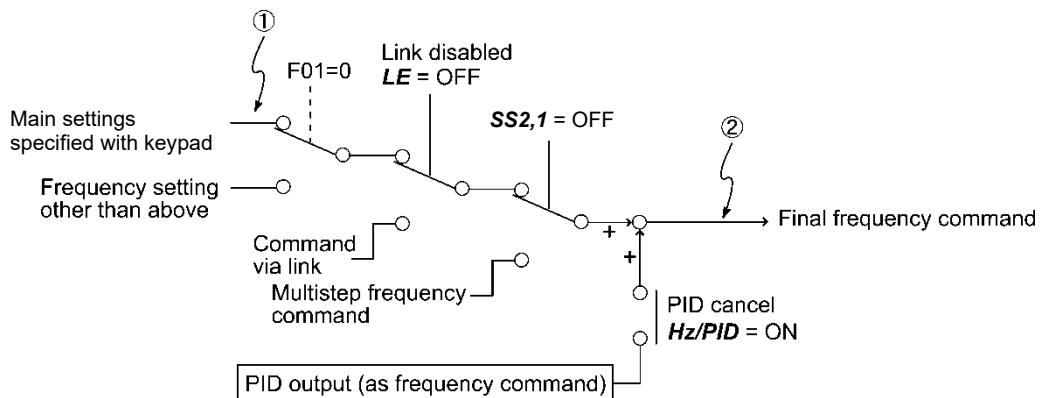 ①
F01=0
Link disabled
LE = OFF
SS2,1 = OFF
②
Main settings
specified with keypad
Frequency setting
other than above
Command
via link
Multistep frequency
command
+
+
Final frequency command
PID cancel
Hz/PID = ON
PID output (as frequency command)